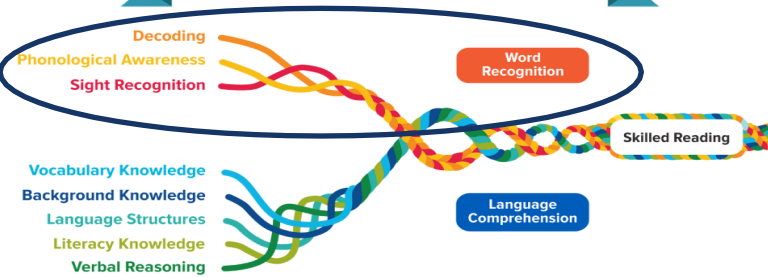 Decoding
Phonological Awareness
Sight Recognition
Word
Recognition
Skilled Reading
Vocabulary Knowledge
Background Knowledge
Language Structures
Literacy Knowledge
Verbal Reasoning
Language
Comprehension